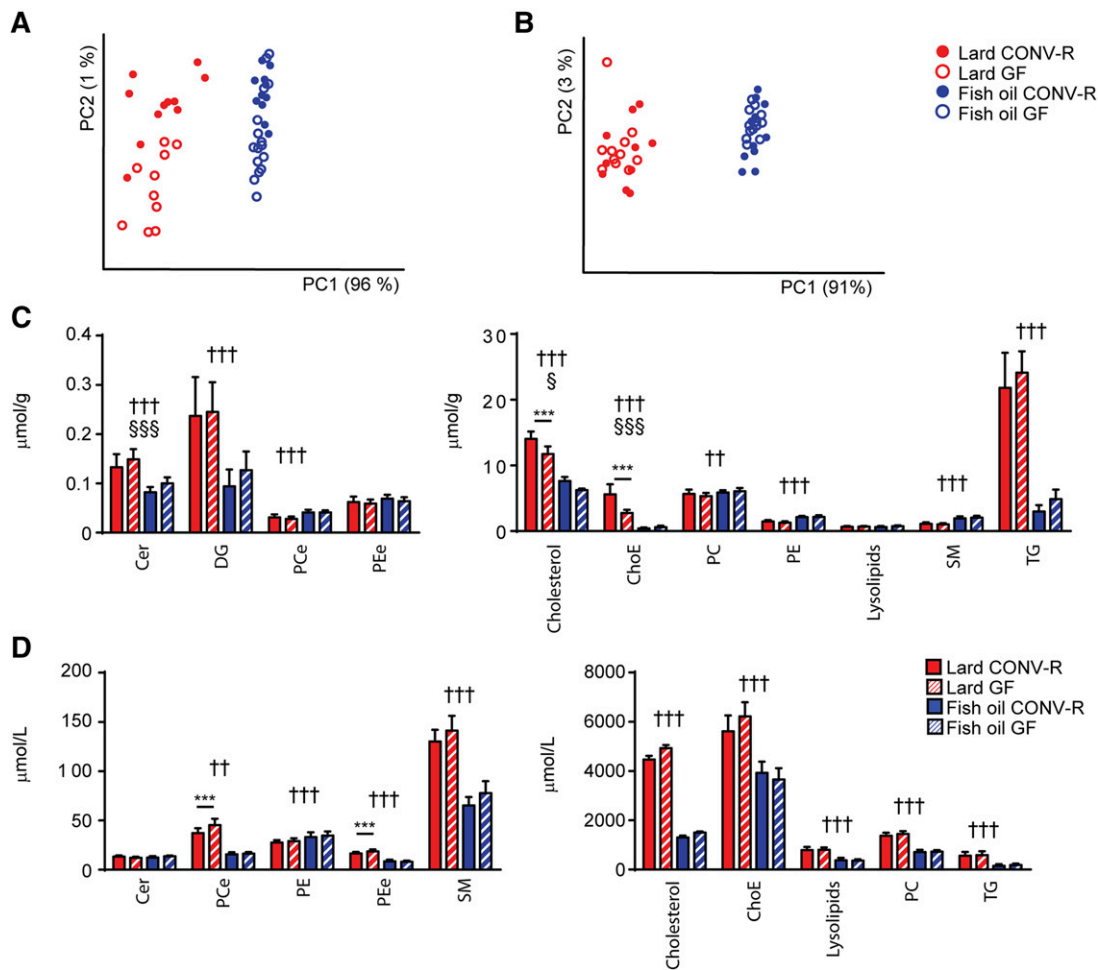 A
PC2 (1 %)
PC1 (96 %)
B
PC2 (3 %)
PC1 (91%)
Lard CONV-R
Lard GF
Fish oil CONV-R
Fish oil GF
C
μmol/g
0.4
0.3
0.2
0.1
0
†††
§§§
†††
†††
Cer
DG
PCe
PEe
μmol/g
30
20
10
0
†††
§
***
†††
§§§
***
††
†††
†††
†††
Cholesterol
ChoE
PC
PE
Lysolipids
SM
TG
D
μmol/L
200
150
100
50
0
***
††
†††
***
†††
†††
Cer
PCe
PE
PEe
SM
μmol/L
8000
6000
4000
2000
0
†††
†††
†††
†††
†††
Cholesterol
ChoE
Lysolipids
PC
TG
Lard CONV-R
Lard GF
Fish oil CONV-R
Fish oil GF